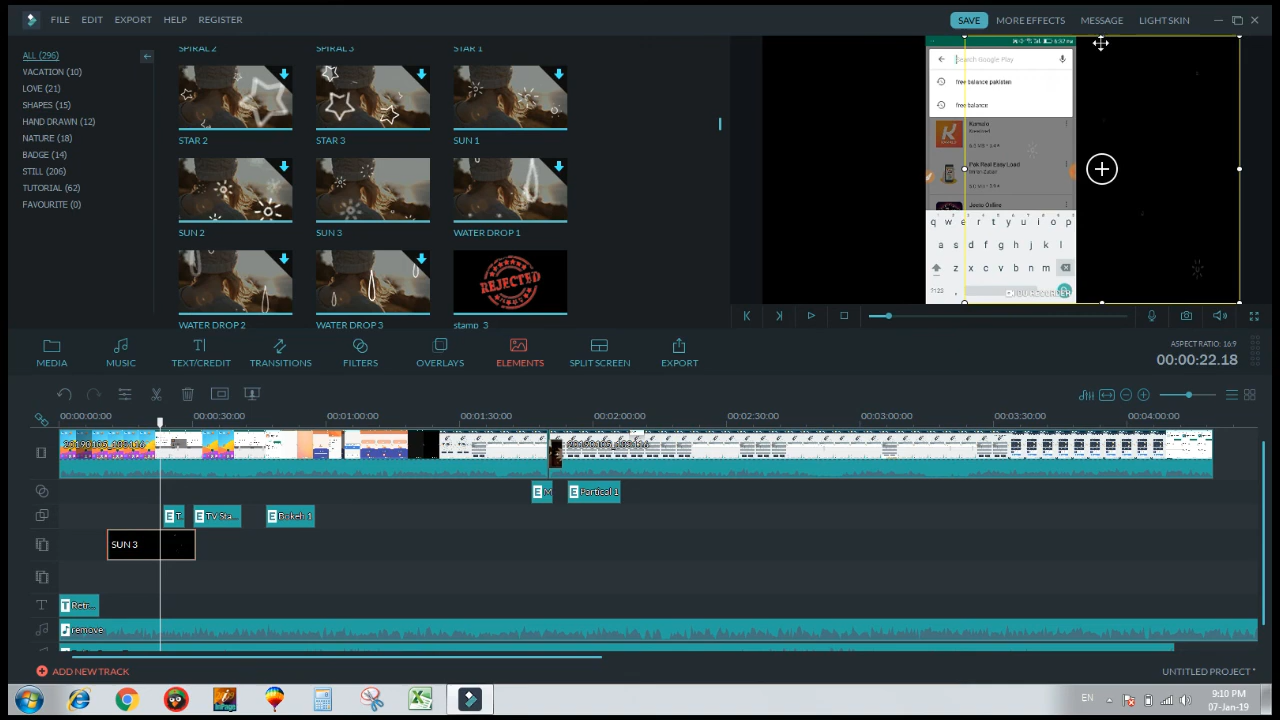 FILE EDIT EXPORT HELP REGISTER SAVE MORE EFFECTS MESSAGE LIGHT SKIN
ALL (296)
VACATION (10)
LOVE (21)
SHAPES (15)
HAND DRAWN (12)
NATURE (18)
BADGE (14)
STILL (206)
TUTORIAL (62)
FAVOURITE (0)
SPIRAL 2 SPIRAL 3 STAR 1
STAR 2 STAR 3 SUN 1
SUN 2 SUN 3 WATER DROP 1
REJECTED
WATER DROP 2 WATER DROP 3 stamp_3
Search Google Play
free balance pakistan
free balance
Pak Real Easy Load
q w e r t y u i o p
a s d f g h j k l
z x c v b n m
?123 ,
MEDIA MUSIC TEXT/CREDIT TRANSITIONS FILTERS OVERLAYS ELEMENTS SPLIT SCREEN EXPORT
ASPECT RATIO: 16:9
00:00:22.18
00:00:00:00 00:00:30:00 00:01:00:00 00:01:30:00 00:02:00:00 00:02:30:00 00:03:00:00 00:03:30:00 00:04:00:00
E M E Partical 1
E T E TV Sta... E Bokeh 1
SUN 3
T Retr...
remove
ADD NEW TRACK UNTITLED PROJECT *
EN 9:10 PM
07-Jan-19